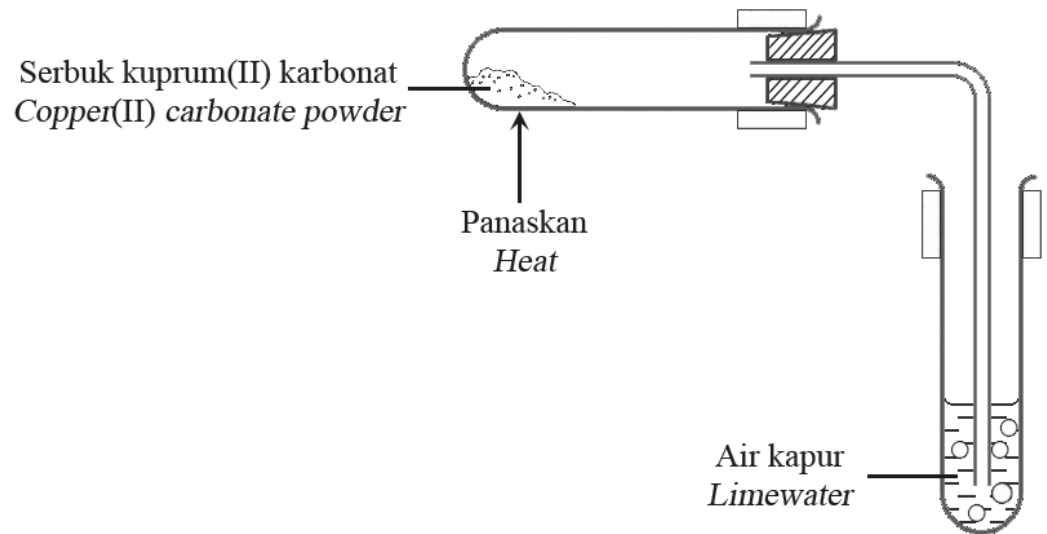 Serbuk kuprum(II) karbonat
Copper(II) carbonate powder
Panaskan
Heat
Air kapur
Limewater